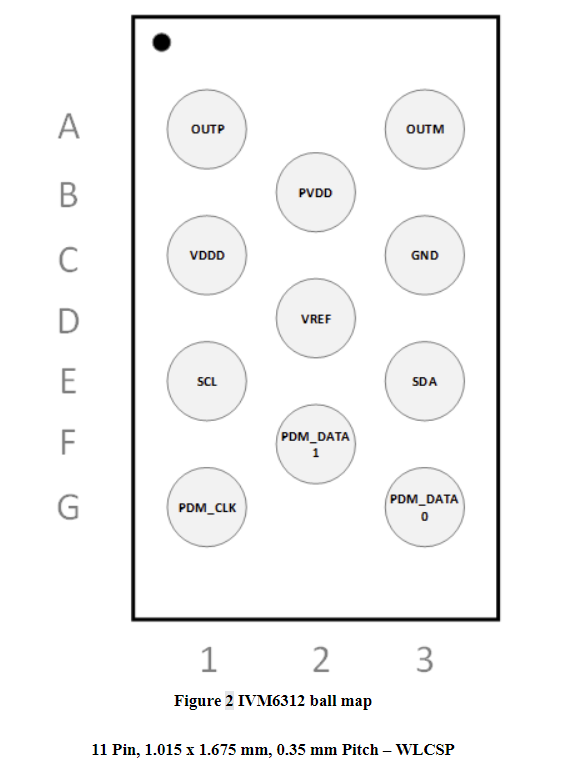 A
OUTP
OUTM
B
PVDD
C
VDDD
GND
D
VREF
E
SCL
SDA
F
PDM_DATA
1
G
PDM_CLK
PDM_DATA
0
1 2 3
Figure 2 IVM6312 ball map
11 Pin, 1.015 x 1.675 mm, 0.35 mm Pitch – WLCSP